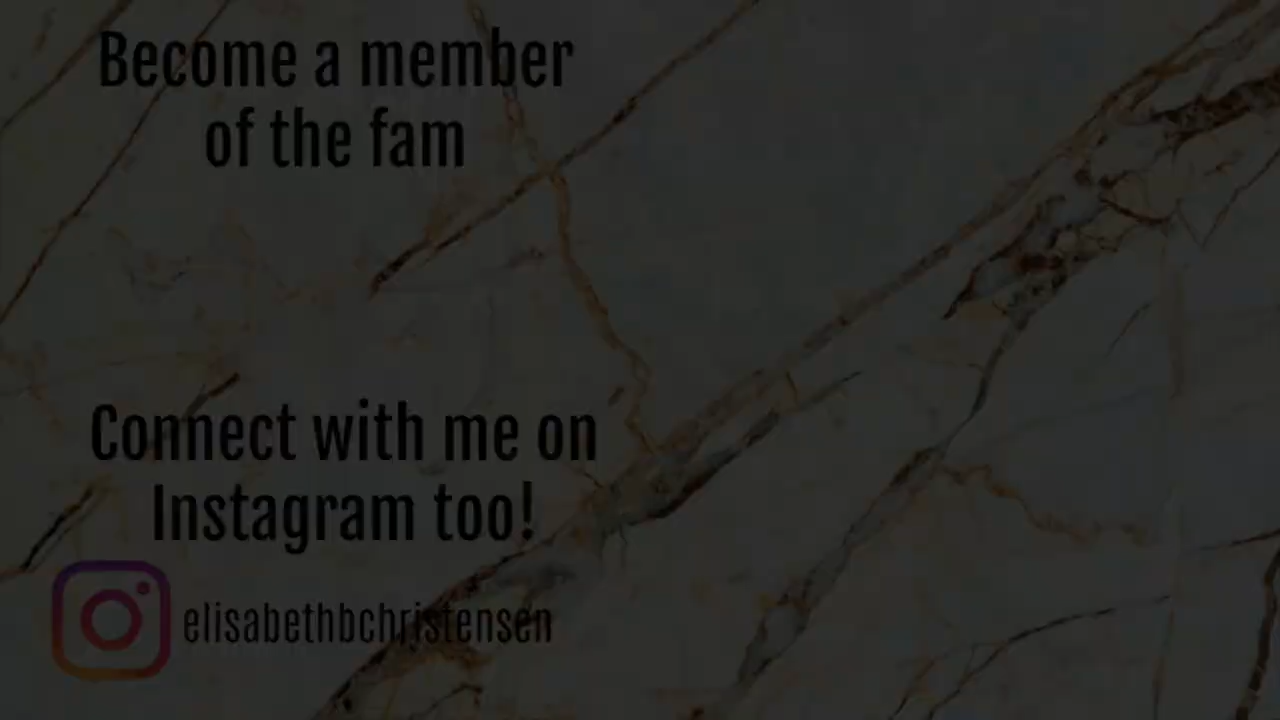 Become a member
of the fam
Connect with me on
Instagram too!
elisabethbchristensen